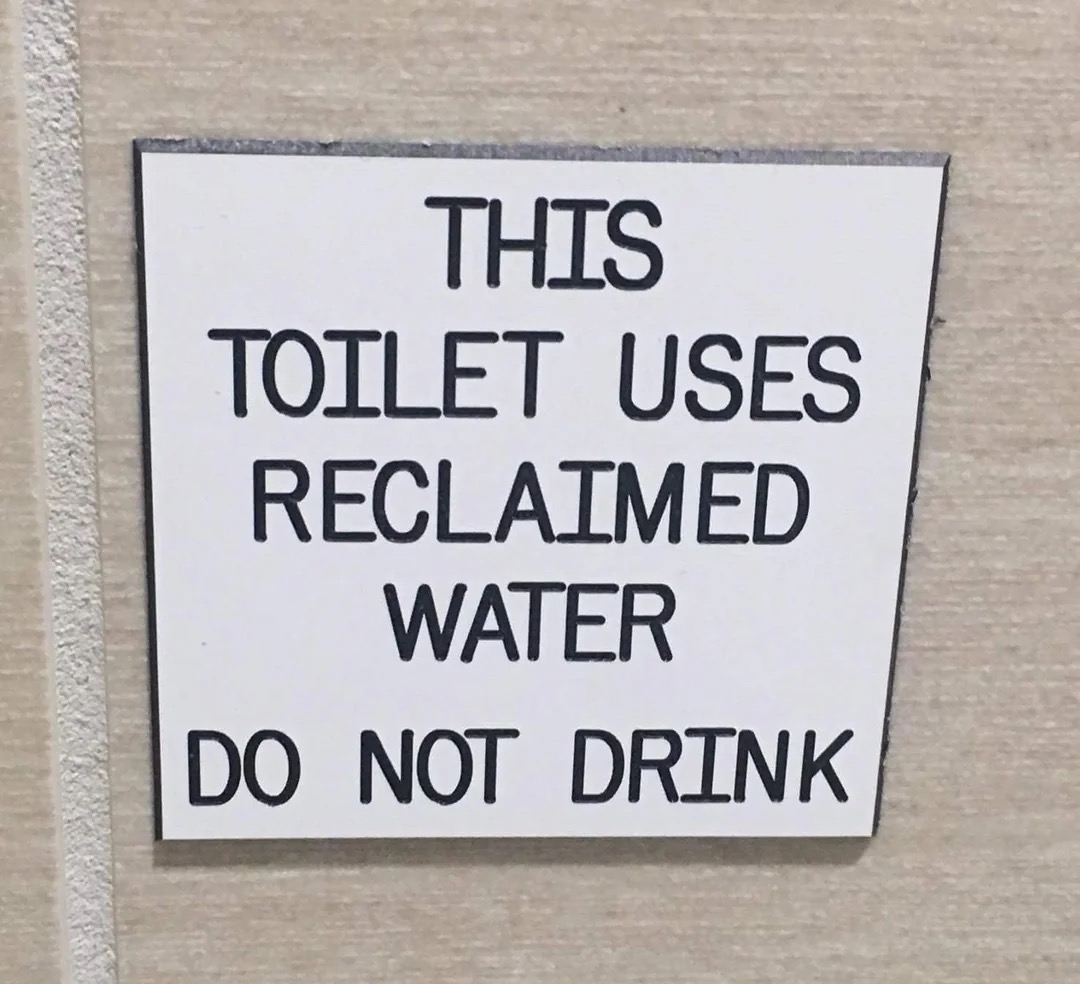 THIS
TOILET USES
RECLAIMED
WATER
DO NOT DRINK